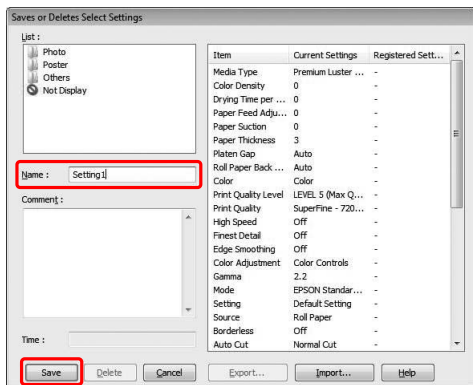 Saves or Deletes Select Settings
List :
Photo
Poster
Others
Not Display
Name : Setting1
Comment :
Time :
Item Current Settings Registered Sett...
Media Type Premium Luster ... -
Color Density 0 -
Drying Time per ... 0 -
Paper Feed Adju... 0 -
Paper Suction 0 -
Paper Thickness 3 -
Platen Gap Auto -
Roll Paper Back ... Auto -
Color Color -
Print Quality Level LEVEL 5 (Max Q... -
Print Quality SuperFine - 720... -
High Speed Off -
Finest Detail Off -
Edge Smoothing Off -
Color Adjustment Color Controls -
Gamma 2.2 -
Mode EPSON Standar... -
Setting Default Setting -
Source Roll Paper -
Borderless Off -
Auto Cut Normal Cut -
Save Delete Cancel Export... Import... Help